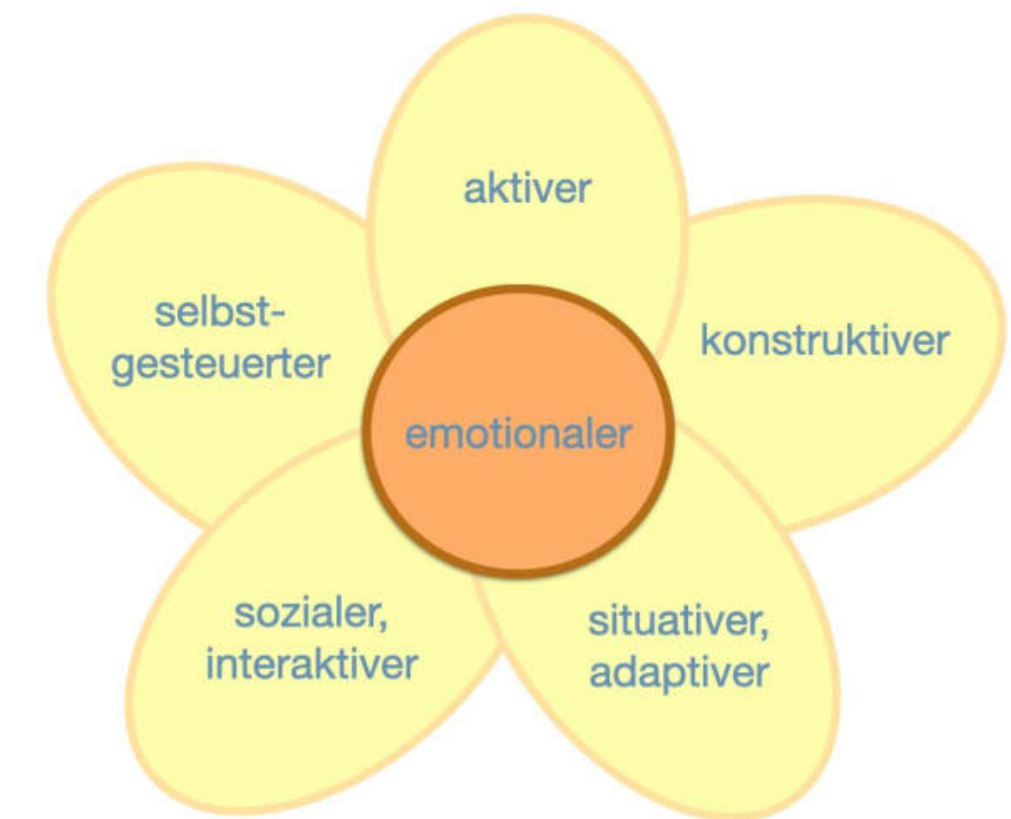 aktiver
selbst-
gesteuerter
konstruktiver
emotionaler
sozialer,
interaktiver
situativer,
adaptiver